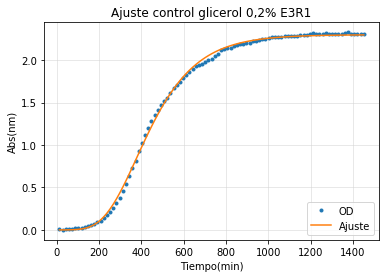 Ajuste control glicerol 0,2% E3R1
Abs(nm)
2.0
1.5
1.0
0.5
0.0
0 200 400 600 800 1000 1200 1400
Tiempo(min)
OD
Ajuste